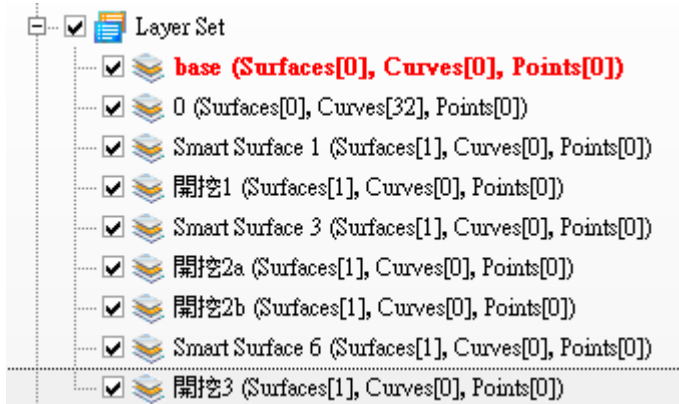 Layer Set
base (Surfaces[0], Curves[0], Points[0])
0 (Surfaces[0], Curves[32], Points[0])
Smart Surface 1 (Surfaces[1], Curves[0], Points[0])
開挖1 (Surfaces[1], Curves[0], Points[0])
Smart Surface 3 (Surfaces[1], Curves[0], Points[0])
開挖2a (Surfaces[1], Curves[0], Points[0])
開挖2b (Surfaces[1], Curves[0], Points[0])
Smart Surface 6 (Surfaces[1], Curves[0], Points[0])
開挖3 (Surfaces[1], Curves[0], Points[0])